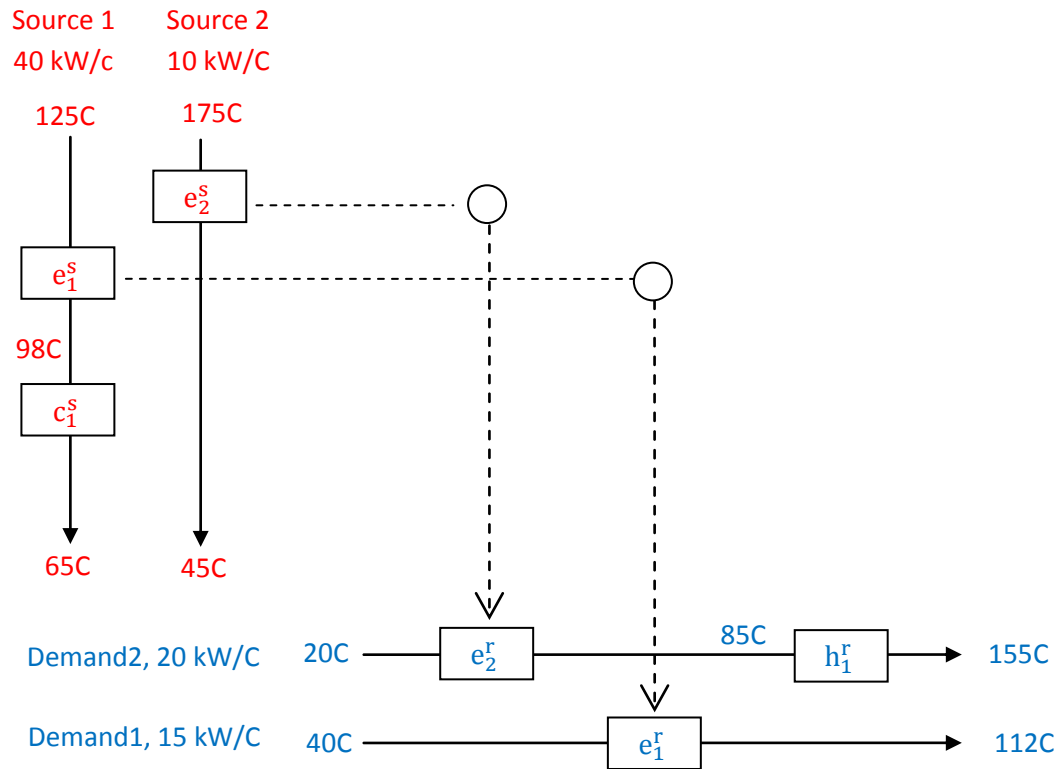 Source 1
Source 2
40 kW/c
10 kW/C
125C
175C
e₂ˢ
e₁ˢ
98C
c₁ˢ
65C
45C
Demand2, 20 kW/C
20C
e₂ʳ
85C
h₁ʳ
155C
Demand1, 15 kW/C
40C
e₁ʳ
112C